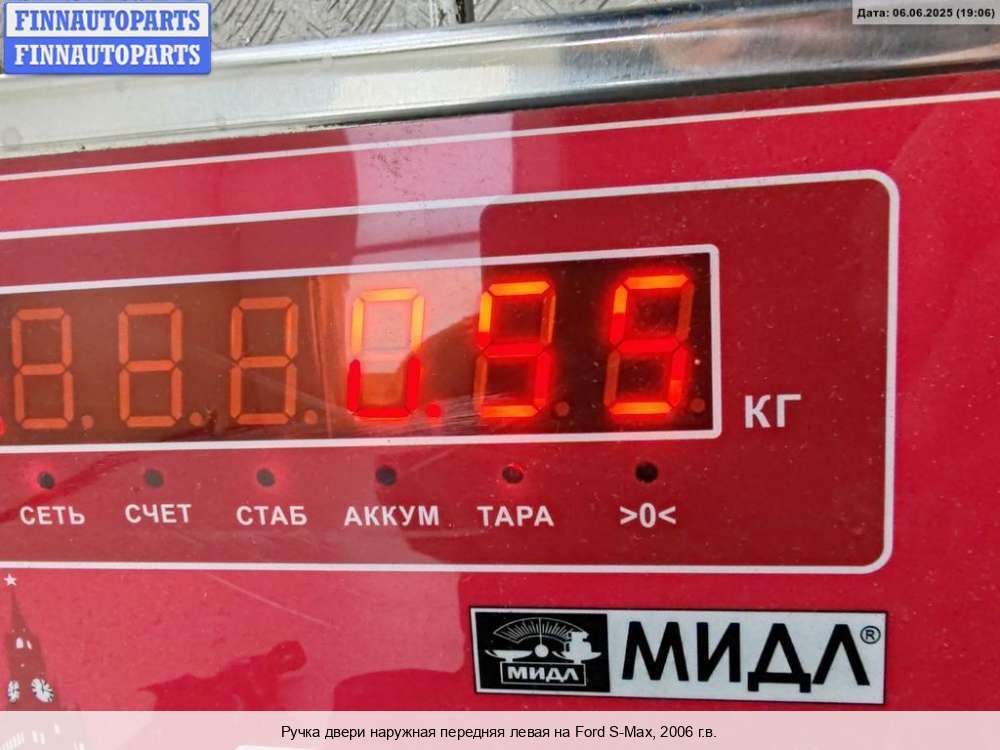 FINNAUTOPARTS
FINNAUTOPARTS
Дата: 06.06.2025 (19:06)
0.55
КГ
СЕТЬ СЧЕТ СТАБ АККУМ ТАРА >0<
МИДЛ
МИДЛ®
Ручка двери наружная передняя левая на Ford S-Max, 2006 г.в.